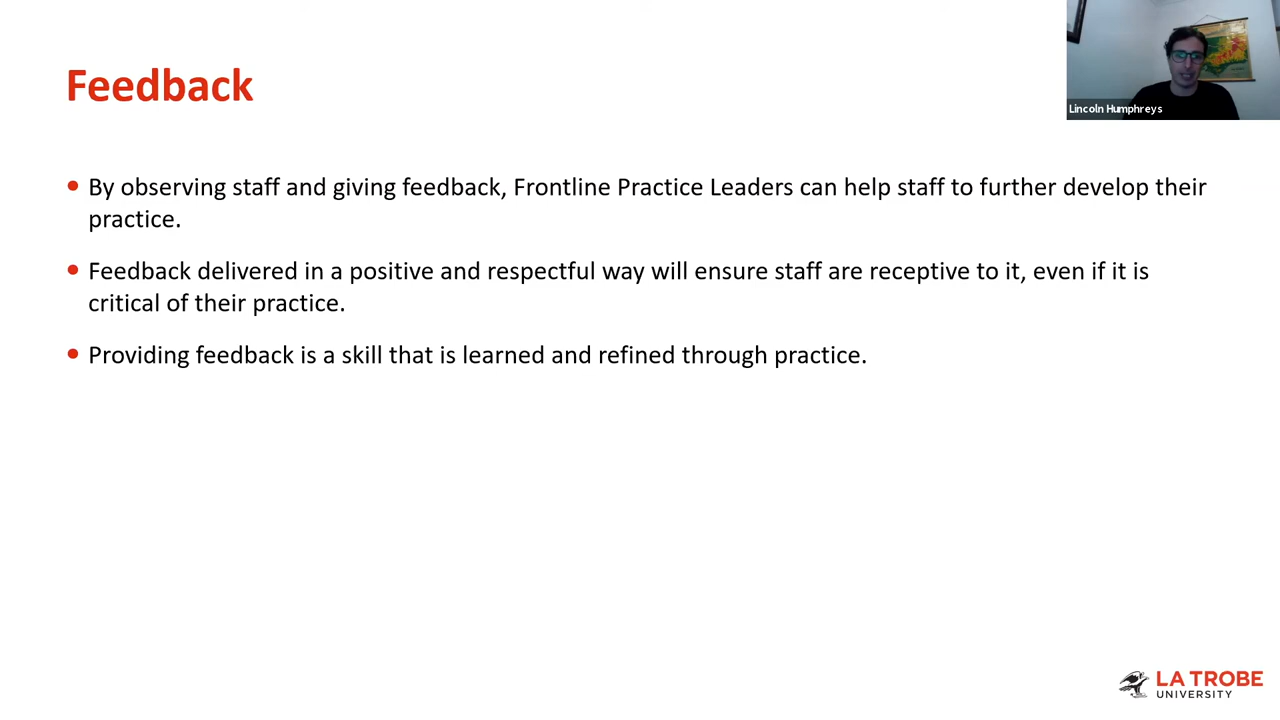 Feedback
Lincoln Humphreys
• By observing staff and giving feedback, Frontline Practice Leaders can help staff to further develop their
practice.
• Feedback delivered in a positive and respectful way will ensure staff are receptive to it, even if it is
critical of their practice.
• Providing feedback is a skill that is learned and refined through practice.
LA TROBE
UNIVERSITY